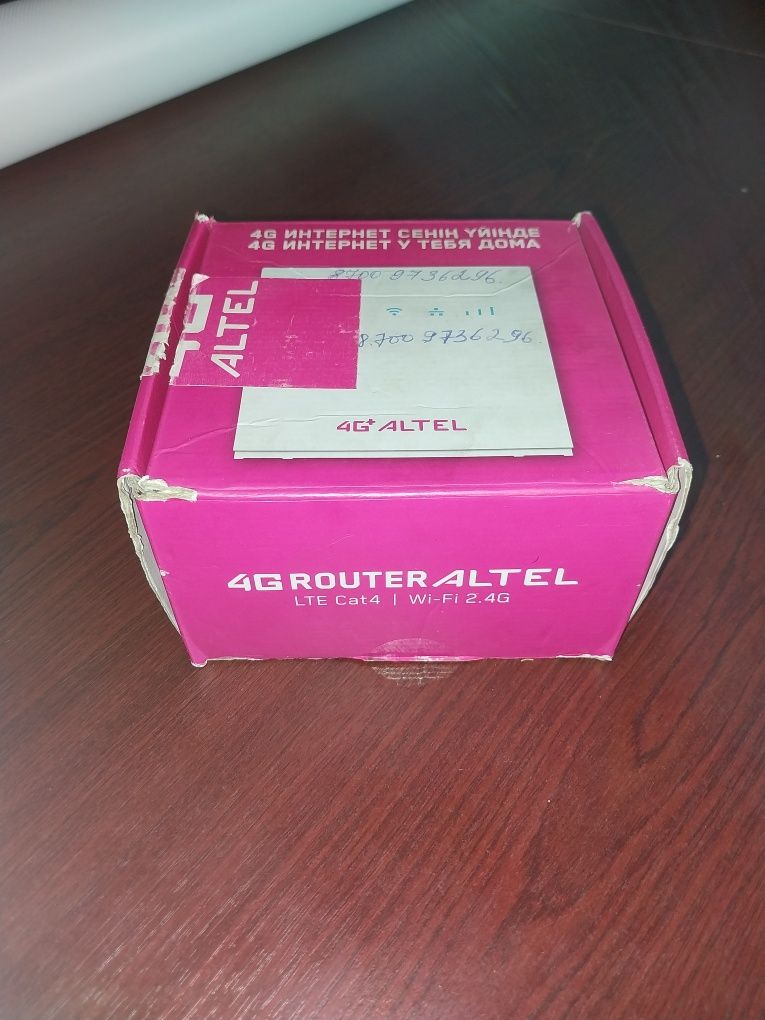 4G ИНТЕРНЕТ СЕНІҢ ҮЙІҢДЕ
4G ИНТЕРНЕТ У ТЕБЯ ДОМА
8700 9736296.
ALTEL
8.700 9736296
4G+ ALTEL
4G ROUTER ALTEL
LTE Cat4 | Wi-Fi 2.4G